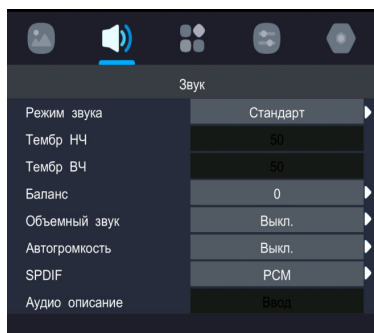 Звук
Режим звука Стандарт
Тембр НЧ 50
Тембр ВЧ 50
Баланс 0
Объемный звук Выкл.
Автогромкость Выкл.
SPDIF PCM
Аудио описание Ввод